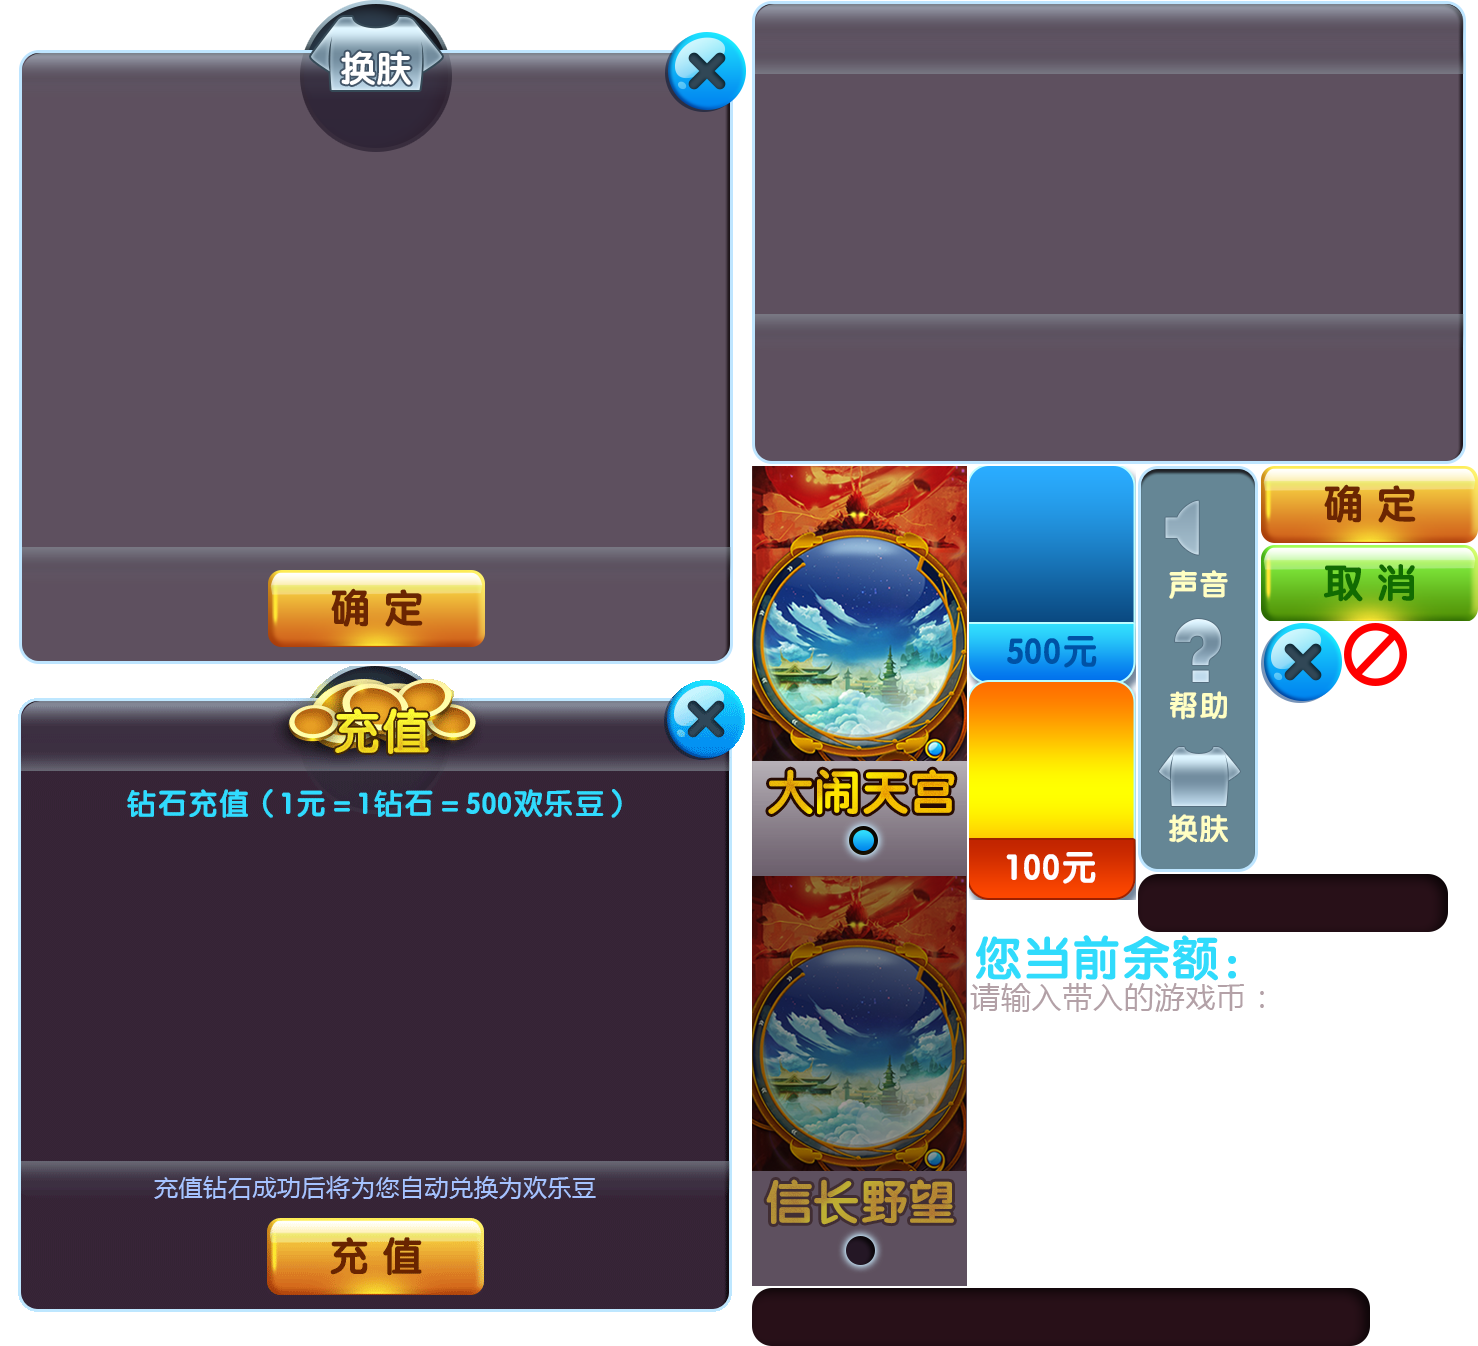 换肤
确定
充值
钻石充值（1元=1钻石=500欢乐豆）
充值钻石成功后将为您自动兑换为欢乐豆
充值
大闹天宫
信长野望
500元
100元
声音
帮助
换肤
确定
取消
您当前余额：
请输入带入的游戏币：